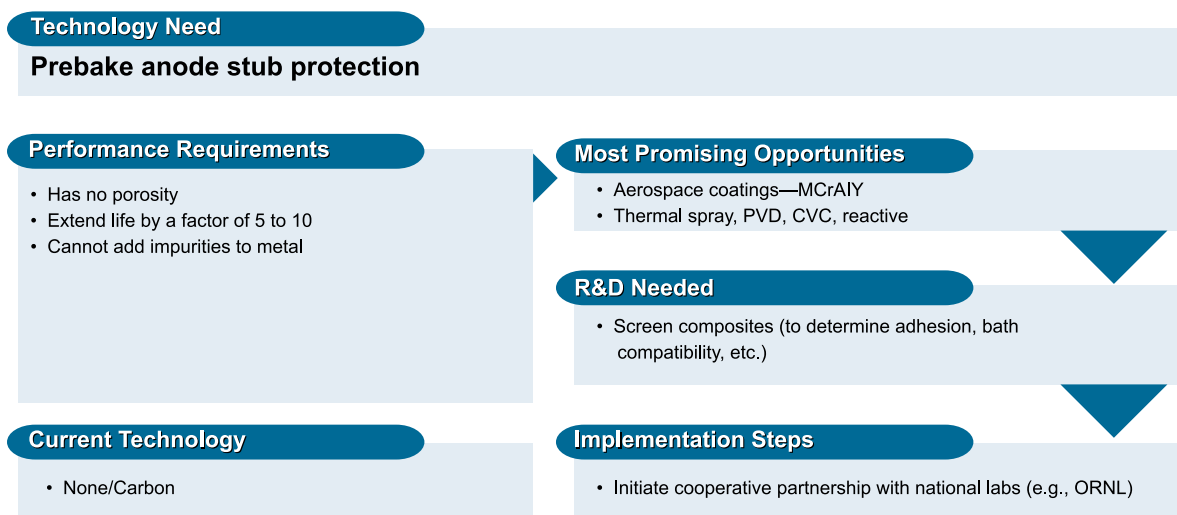 Technology Need
Prebake anode stub protection
Performance Requirements
• Has no porosity
• Extend life by a factor of 5 to 10
• Cannot add impurities to metal
Current Technology
• None/Carbon
Most Promising Opportunities
• Aerospace coatings—MCrAlY
• Thermal spray, PVD, CVC, reactive
R&D Needed
• Screen composites (to determine adhesion, bath
compatibility, etc.)
Implementation Steps
• Initiate cooperative partnership with national labs (e.g., ORNL)